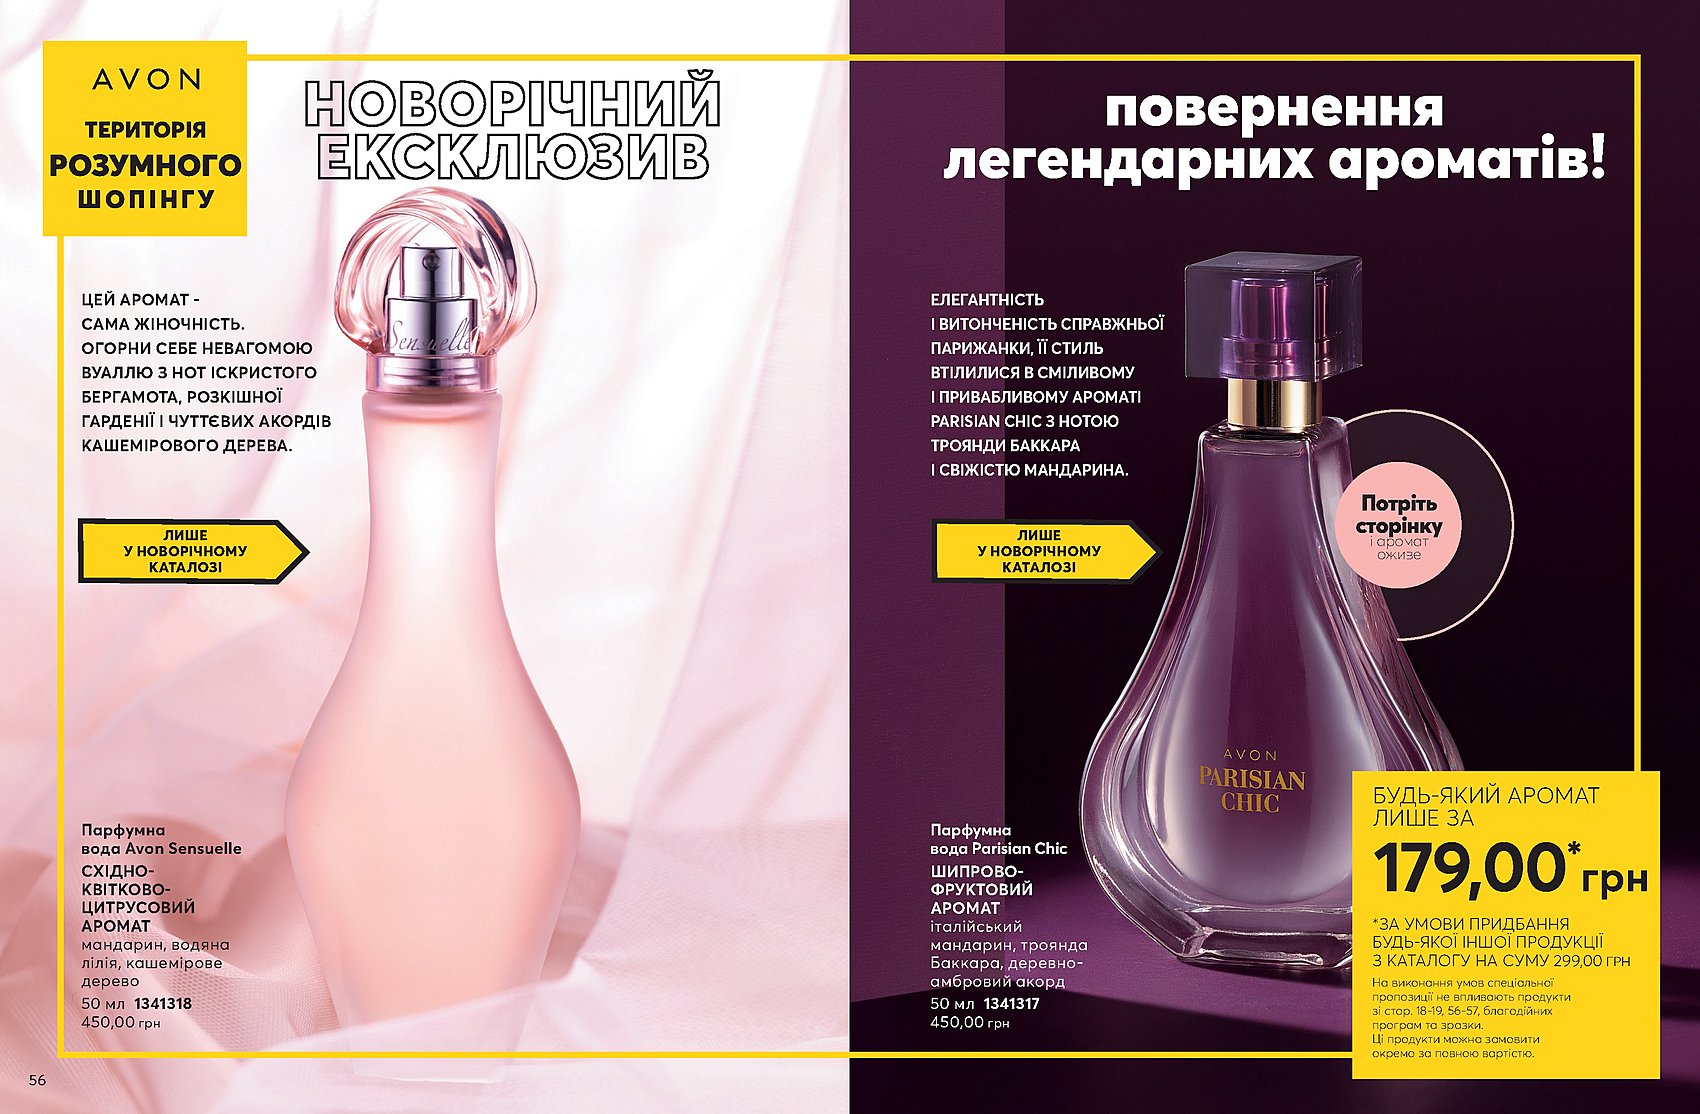 AVON
ТЕРИТОРІЯ
РОЗУМНОГО
ШОПІНГУ
НОВОРІЧНИЙ
ЕКСКЛЮЗИВ
ЦЕЙ АРОМАТ -
САМА ЖІНОЧНІСТЬ.
ОГОРНИ СЕБЕ НЕВАГОМОЮ
ВУАЛЛЮ З НОТ ІСКРИСТОГО
БЕРГАМОТА, РОЗКІШНОЇ
ГАРДЕНІЇ І ЧУТТЄВИХ АКОРДІВ
КАШЕМІРОВОГО ДЕРЕВА.
ЛИШЕ
У НОВОРІЧНОМУ
КАТАЛОЗІ
Sensuelle
Парфумна
вода Avon Sensuelle
СХІДНО-
КВІТКОВО-
ЦИТРУСОВИЙ
АРОМАТ
мандарин, водяна
лілія, кашемірове
дерево
50 мл 1341318
450,00 грн
56
повернення
легендарних ароматів!
ЕЛЕГАНТНІСТЬ
І ВИТОНЧЕНІСТЬ СПРАВЖНЬОЇ
ПАРИЖАНКИ, ЇЇ СТИЛЬ
ВТІЛИЛИСЯ В СМІЛИВОМУ
І ПРИВАБЛИВОМУ АРОМАТІ
PARISIAN CHIC З НОТОЮ
ТРОЯНДИ БАККАРА
І СВІЖІСТЮ МАНДАРИНА.
ЛИШЕ
У НОВОРІЧНОМУ
КАТАЛОЗІ
Потріть
сторінку
і аромат
оживе
AVON
PARISIAN
CHIC
Парфумна
вода Parisian Chic
ШИПРОВО-
ФРУКТОВИЙ
АРОМАТ
італійський
мандарин, троянда
Баккара, деревно-
амбровий акорд
50 мл 1341317
450,00 грн
БУДЬ-ЯКИЙ АРОМАТ
ЛИШЕ ЗА
179,00* грн
*ЗА УМОВИ ПРИДБАННЯ
БУДЬ-ЯКОЇ ІНШОЇ ПРОДУКЦІЇ
З КАТАЛОГУ НА СУМУ 299,00 ГРН
На виконання умов спеціальної
пропозиції не впливають продукти
зі стор. 18-19, 56-57, благодійних
програм та зразки.
Ці продукти можна замовити
окремо за повною вартістю.